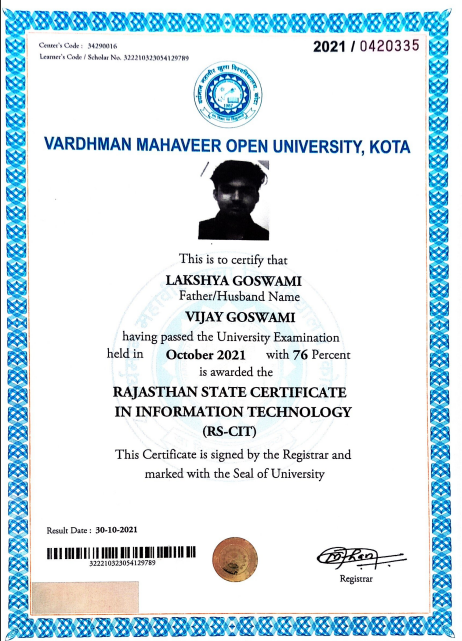 Center's Code : 34290016
Learner's Code / Scholar No. 322210323054129789
2021 / 0420335
VARDHMAN MAHAVEER OPEN UNIVERSITY, KOTA
This is to certify that
LAKSHYA GOSWAMI
Father/Husband Name
VIJAY GOSWAMI
having passed the University Examination
held in October 2021 with 76 Percent
is awarded the
RAJASTHAN STATE CERTIFICATE
IN INFORMATION TECHNOLOGY
(RS-CIT)
This Certificate is signed by the Registrar and
marked with the Seal of University
Result Date : 30-10-2021
322210323054129789
Registrar